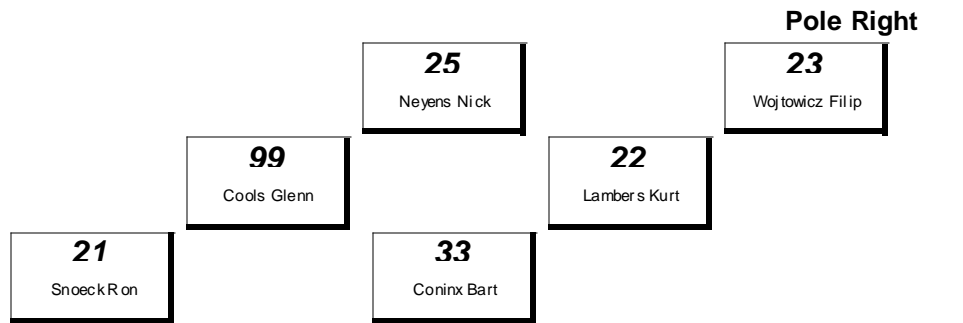 Pole Right
25
23
Neyens Nick
Wojtowicz Filip
99
22
Cools Glenn
Lambers Kurt
21
33
Snoeck Ron
Coninx Bart